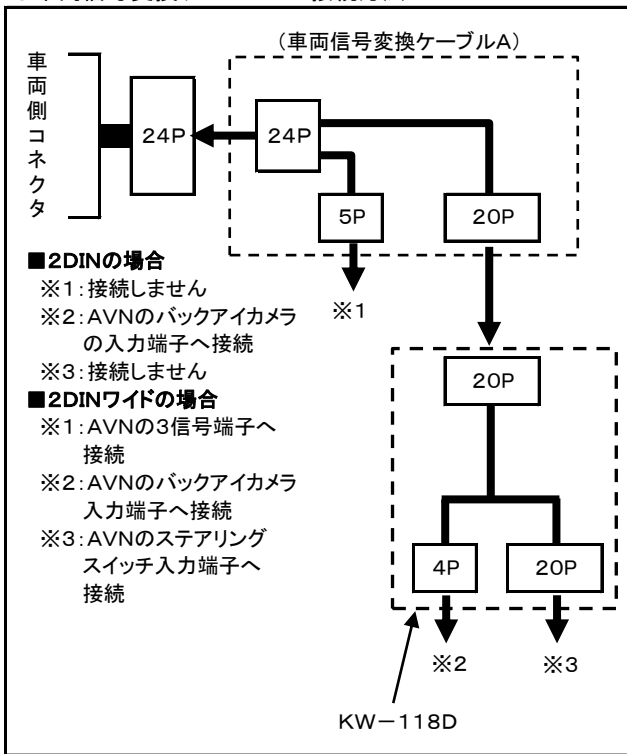 (車両信号変換ケーブルA)
車両側コネクタ
24P
24P
5P
20P
※1
■2DINの場合
※1:接続しません
※2:AVNのバックアイカメラ
の入力端子へ接続
※3:接続しません
■2DINワイドの場合
※1:AVNの3信号端子へ
接続
※2:AVNのバックアイカメラ
入力端子へ接続
※3:AVNのステアリング
スイッチ入力端子へ
接続
20P
4P
20P
※2
※3
KW-118D